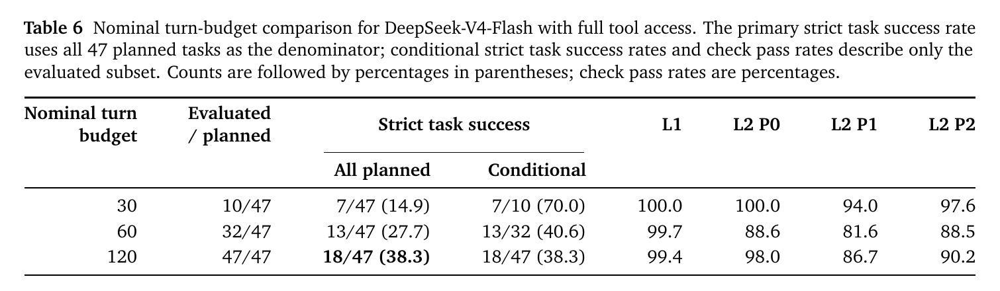 Table 6 Nominal turn-budget comparison for DeepSeek-V4-Flash with full tool access. The primary strict task success rate
uses all 47 planned tasks as the denominator; conditional strict task success rates and check pass rates describe only the
evaluated subset. Counts are followed by percentages in parentheses; check pass rates are percentages.
Nominal turn budget Evaluated / planned Strict task success L1 L2 P0 L2 P1 L2 P2
All planned Conditional
30 10/47 7/47 (14.9) 7/10 (70.0) 100.0 100.0 94.0 97.6
60 32/47 13/47 (27.7) 13/32 (40.6) 99.7 88.6 81.6 88.5
120 47/47 18/47 (38.3) 18/47 (38.3) 99.4 98.0 86.7 90.2